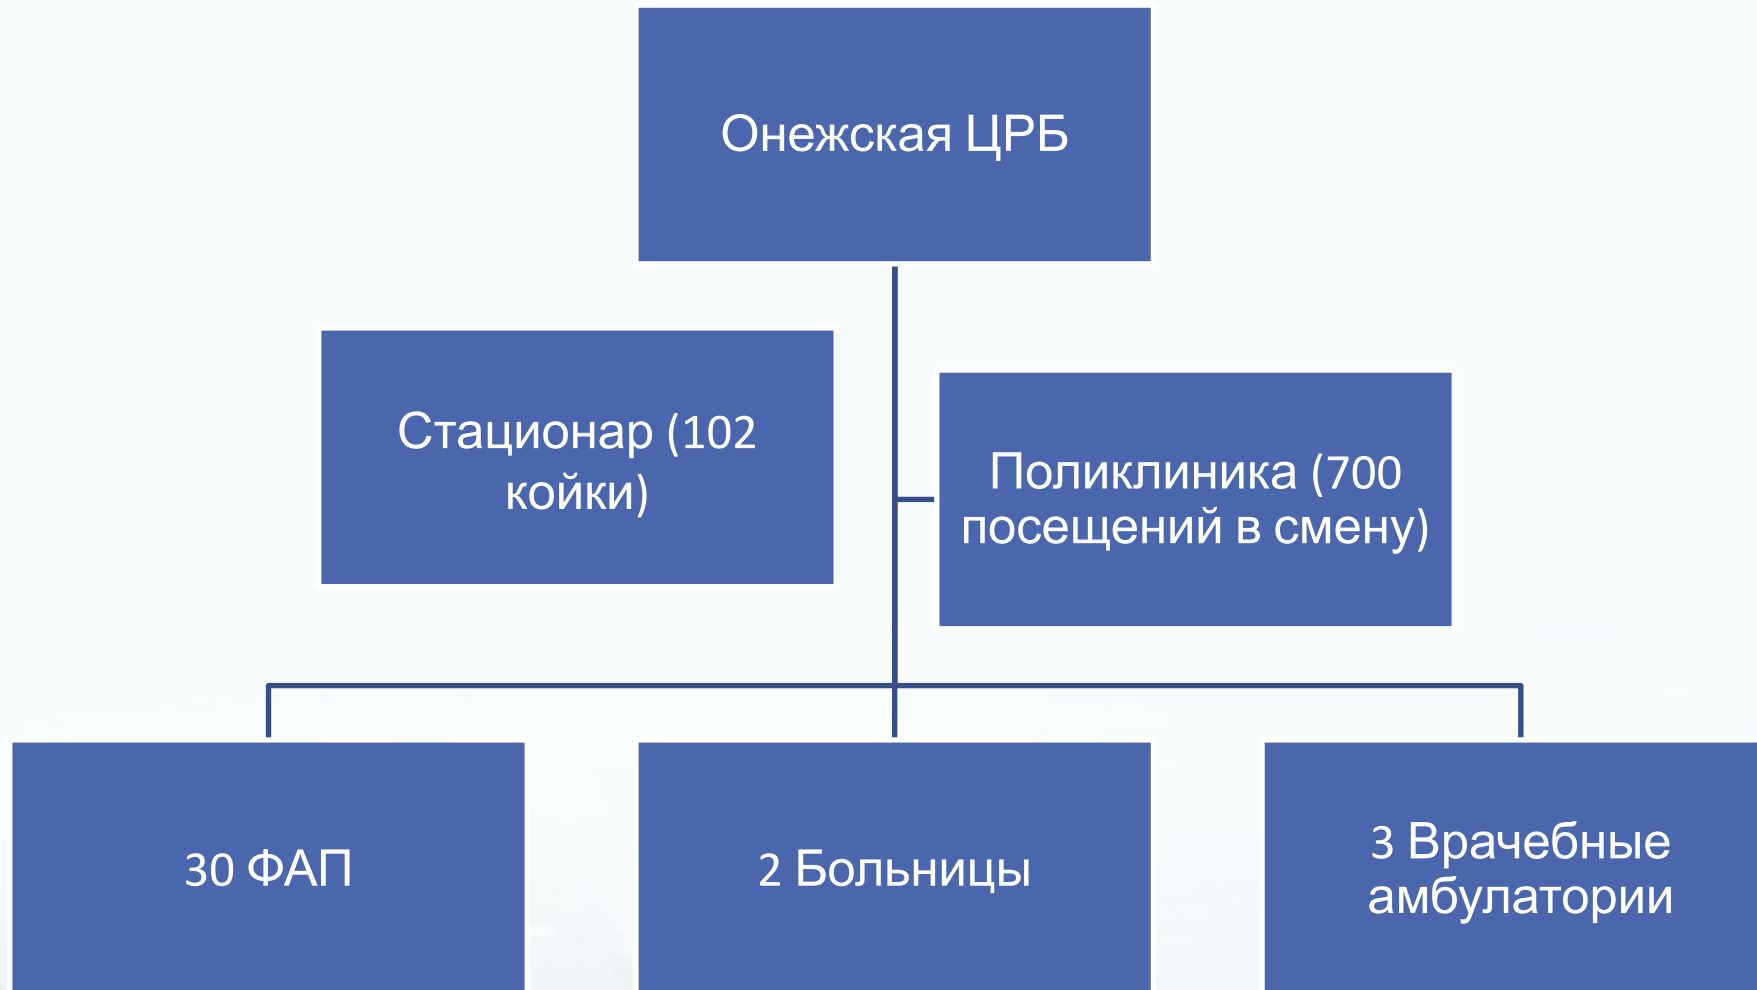 Онежская ЦРБ
Стационар (102
койки)
Поликлиника (700
посещений в смену)
30 ФАП
2 Больницы
3 Врачебные
амбулатории